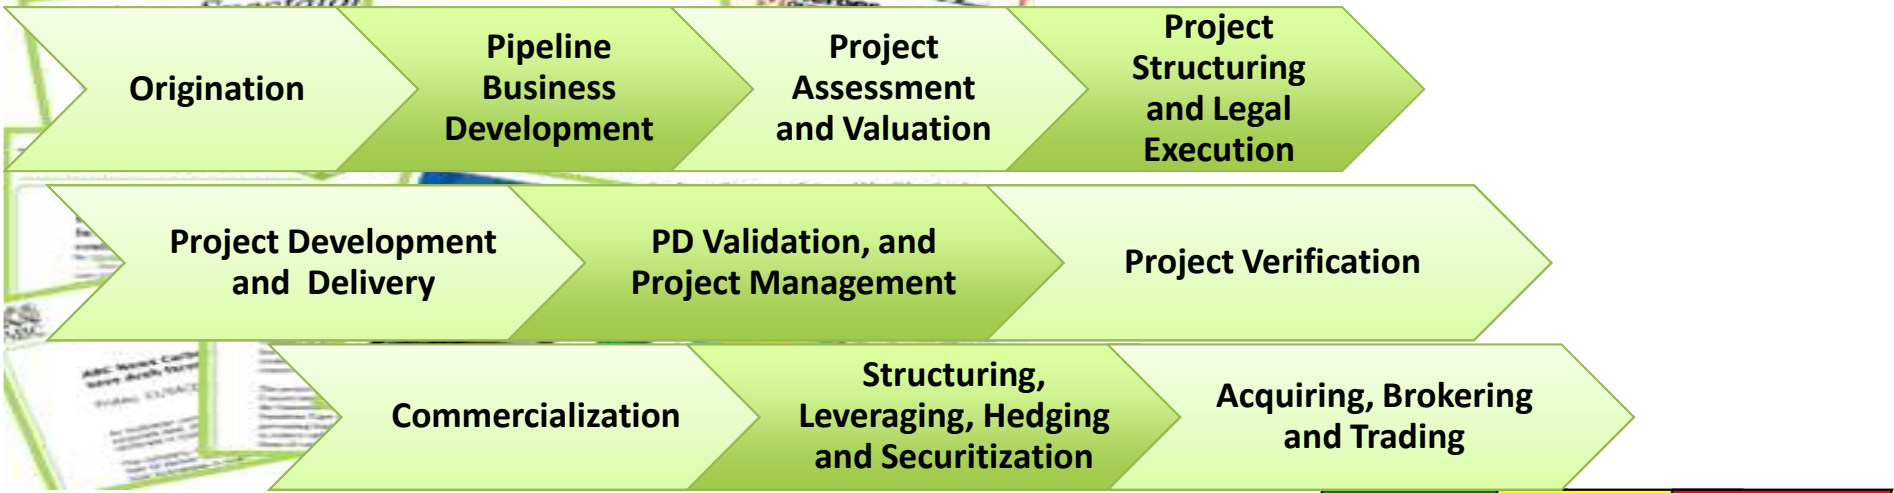 Origination
Pipeline
Business
Development
Project
Assessment
and Valuation
Project
Structuring
and Legal
Execution
Project Development
and  Delivery
PD Validation, and
Project Management
Project Verification
Commercialization
Structuring,
Leveraging, Hedging
and Securitization
Acquiring, Brokering
and Trading